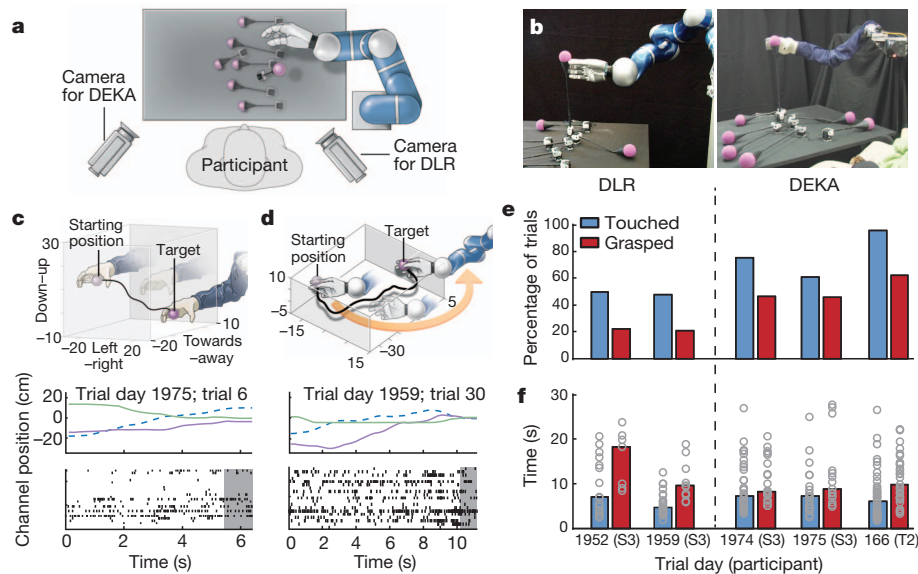 a
Camera
for DEKA
Participant
Camera
for DLR
b
DLR
DEKA
c
Starting
position
Target
30
Down–up
−10
−20
Left
–right
20
−20
−10
Towards
–away
d
Starting
position
Target
10
−5
−15
15
−30
5
Trial day 1975; trial 6
Trial day 1959; trial 30
Channel position (cm)
20
0
−20
0
2
4
6
Time (s)
0
2
4
6
8
10
Time (s)
e
Touched
Grasped
Percentage of trials
100
80
60
40
20
0
f
Time (s)
30
20
10
0
1952 (S3)
1959 (S3)
1974 (S3)
1975 (S3)
166 (T2)
Trial day (participant)